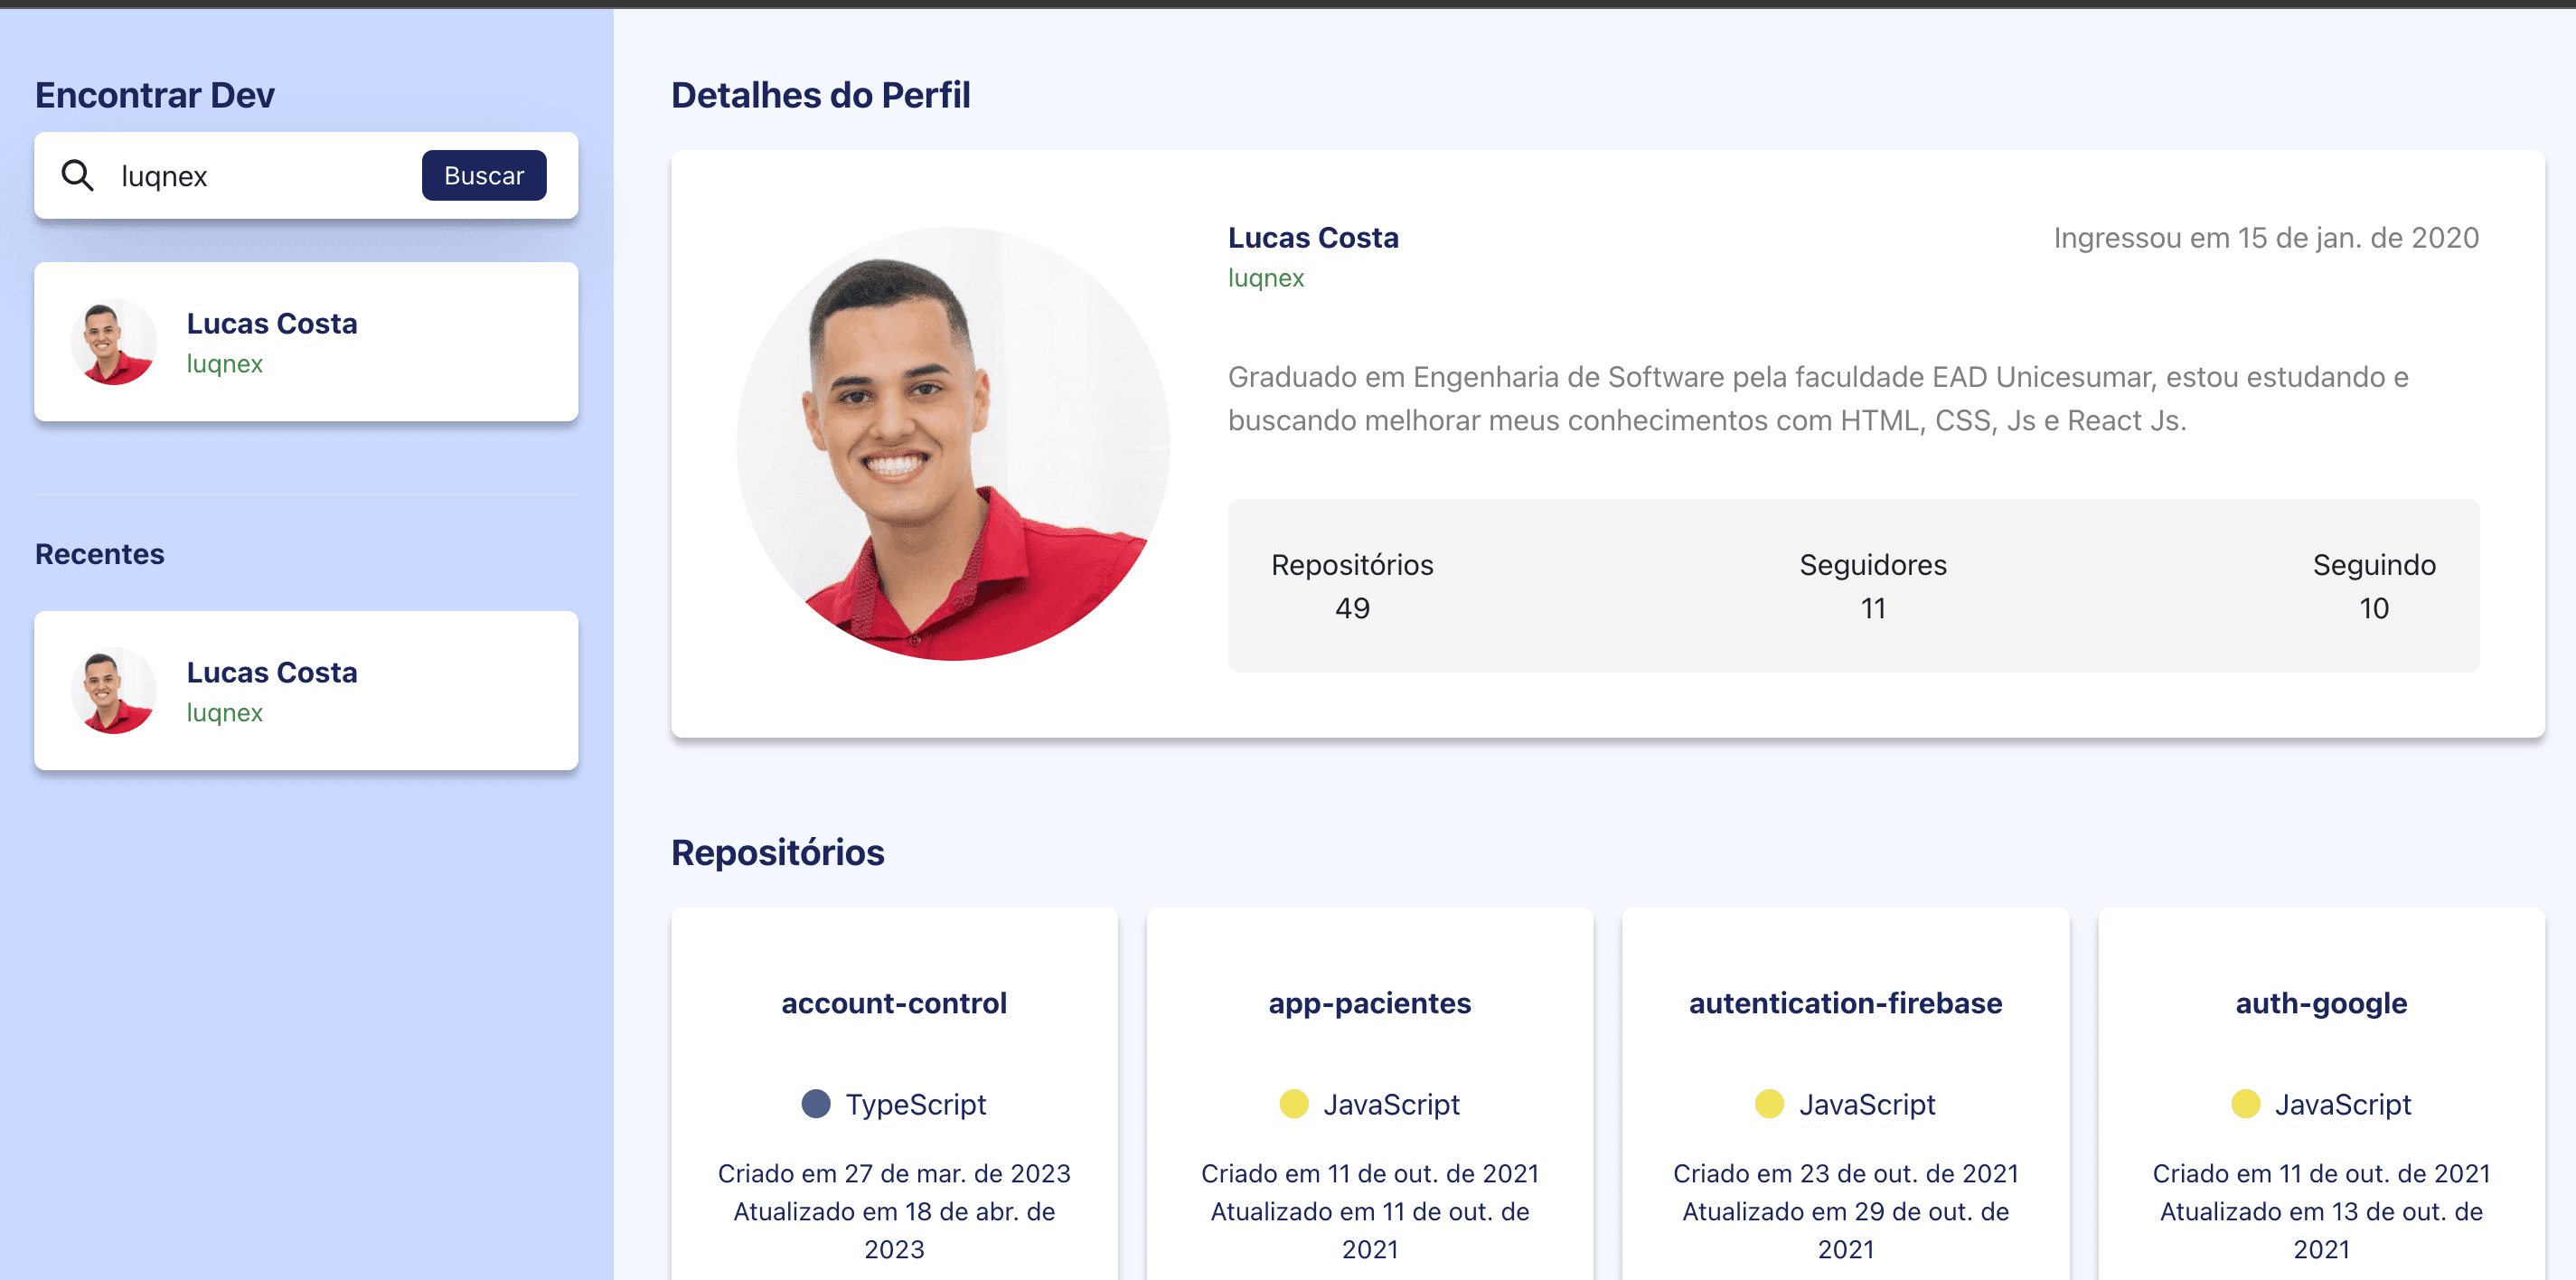 Encontrar Dev
luqnex
Buscar
Lucas Costa
luqnex
Recentes
Lucas Costa
luqnex
Detalhes do Perfil
Lucas Costa
Ingressou em 15 de jan. de 2020
luqnex
Graduado em Engenharia de Software pela faculdade EAD Unicesumar, estou estudando e
buscando melhorar meus conhecimentos com HTML, CSS, Js e React Js.
Repositórios
49
Seguidores
11
Seguindo
10
Repositórios
account-control
TypeScript
Criado em 27 de mar. de 2023
Atualizado em 18 de abr. de
2023
app-pacientes
JavaScript
Criado em 11 de out. de 2021
Atualizado em 11 de out. de
2021
autentication-firebase
JavaScript
Criado em 23 de out. de 2021
Atualizado em 29 de out. de
2021
auth-google
JavaScript
Criado em 11 de out. de 2021
Atualizado em 13 de out. de
2021